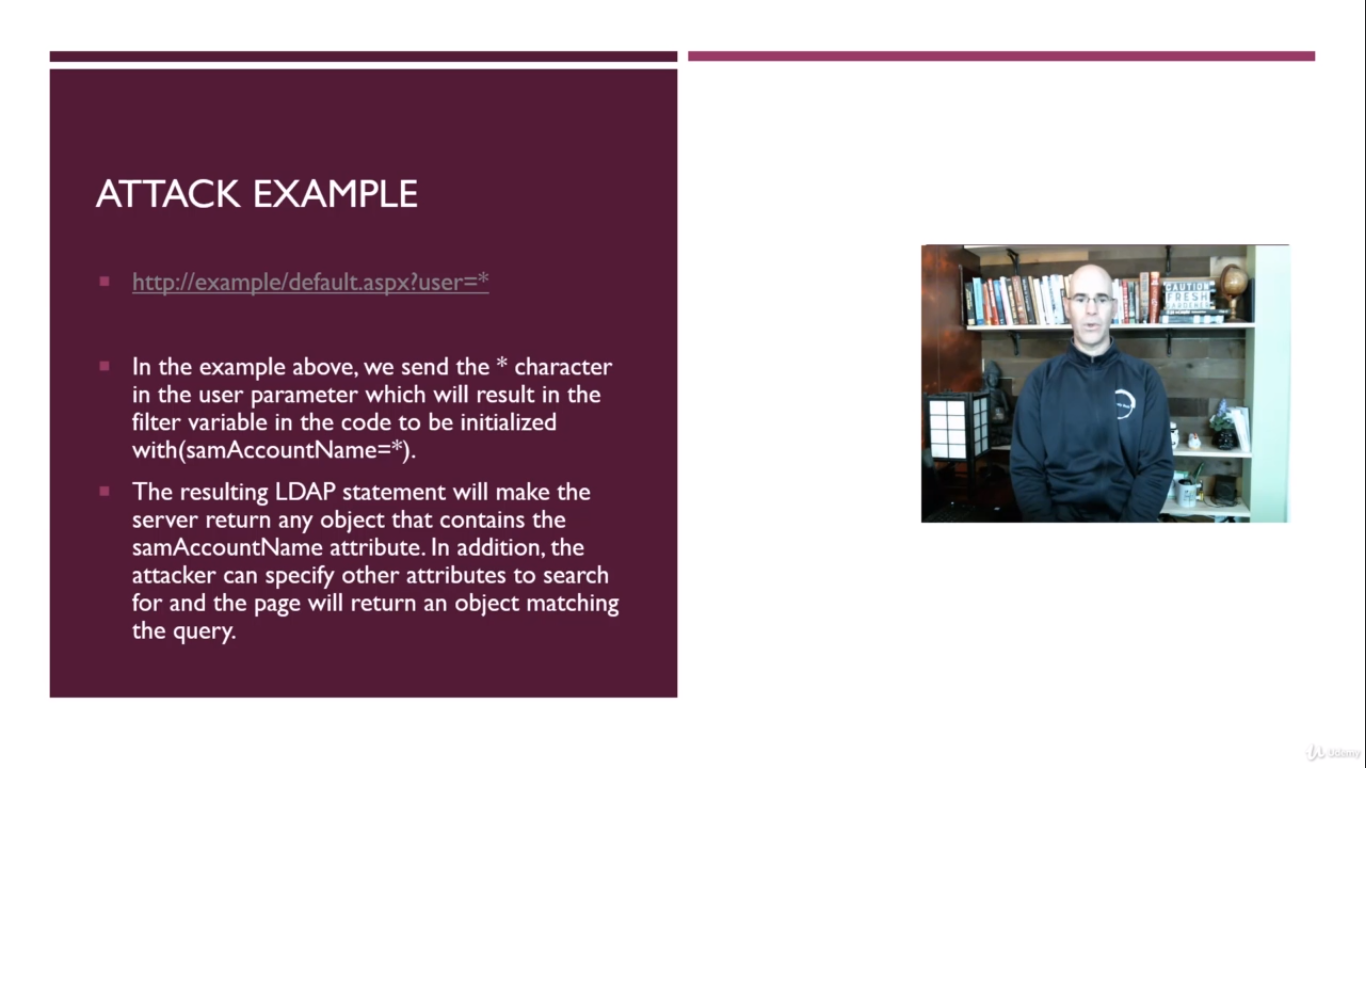 ATTACK EXAMPLE
http://example/default.aspx?user=*
In the example above, we send the * character
in the user parameter which will result in the
filter variable in the code to be initialized
with(samAccountName=*).
The resulting LDAP statement will make the
server return any object that contains the
samAccountName attribute. In addition, the
attacker can specify other attributes to search
for and the page will return an object matching
the query.
CAUTION
FRESH
GARDENER
Udemy